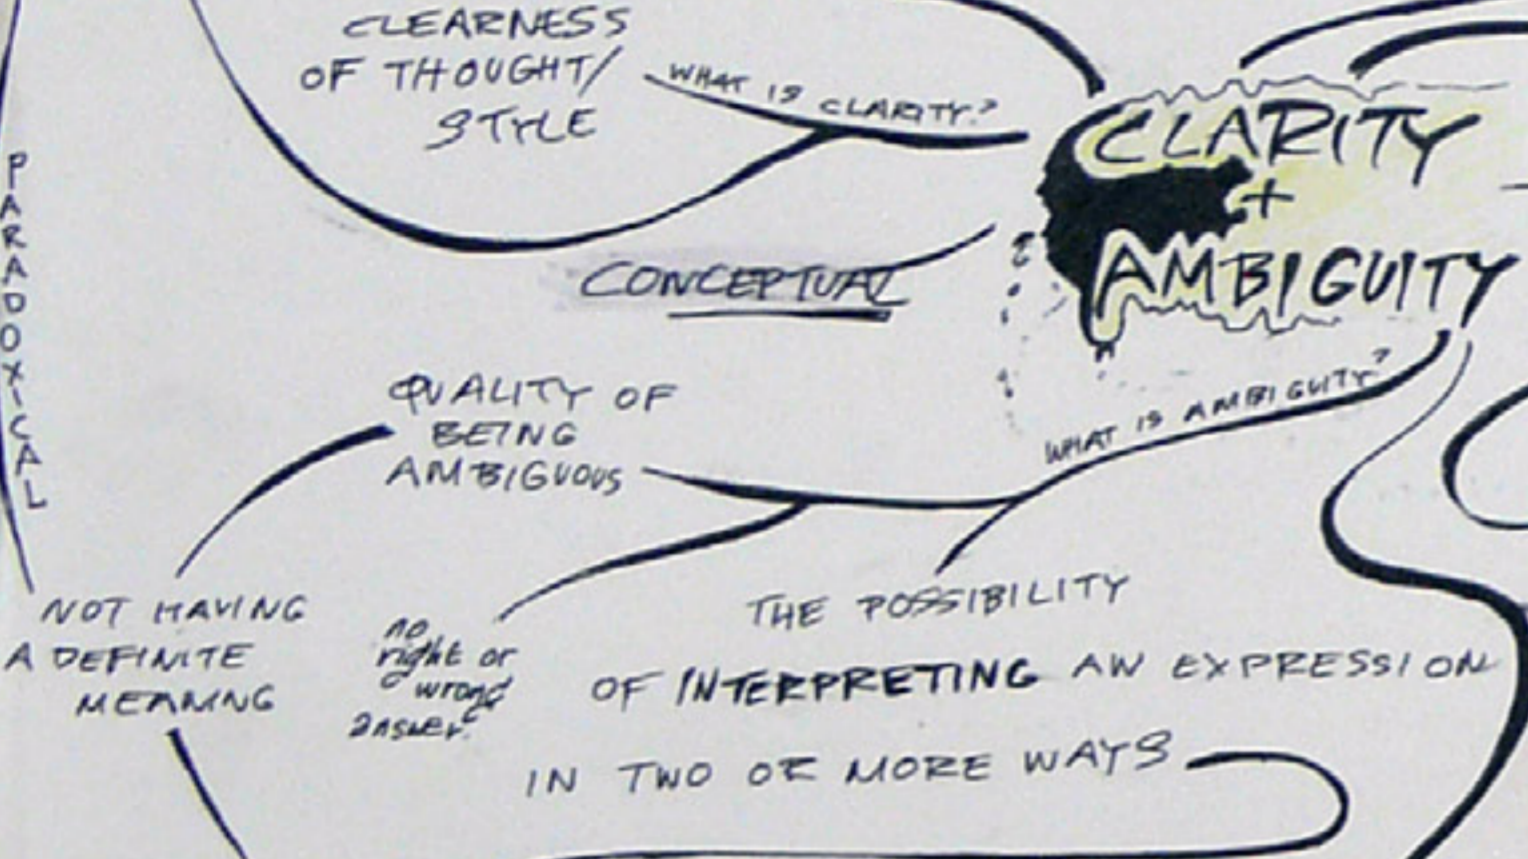 CLEARNESS
OF THOUGHT/
STYLE
WHAT IS CLARITY?
CLARITY
+
AMBIGUITY
CONCEPTUAL
PARADOXICAL
QUALITY OF
BEING
AMBIGUOUS
WHAT IS AMBIGUITY?
NOT HAVING
A DEFINITE
MEANING
no
right or
wrong
answer.
THE POSSIBILITY
OF INTERPRETING AN EXPRESSION
IN TWO OR MORE WAYS